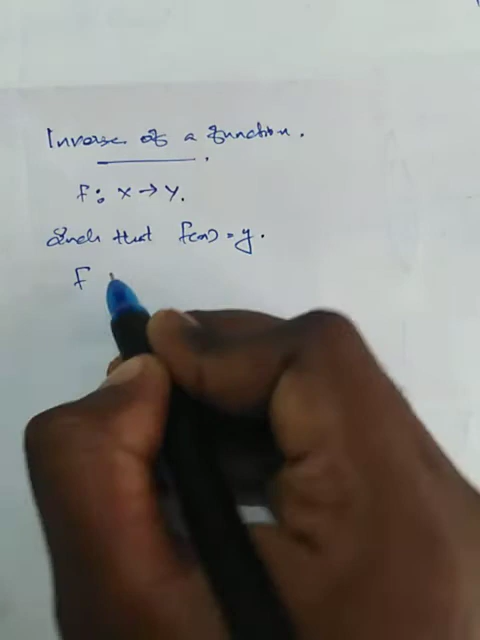 Inverse of a function.
f: X → Y.
Such that f(x) = y.
f